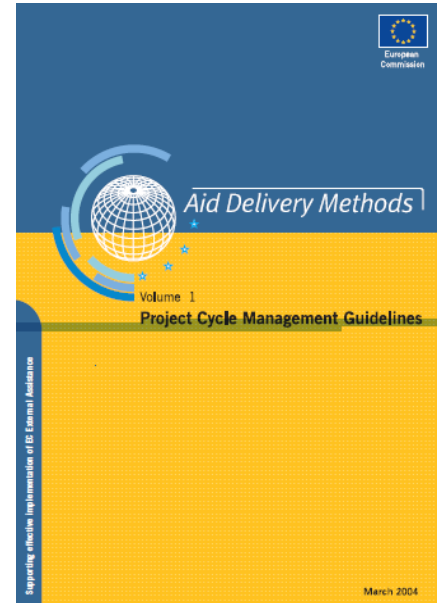 European
Commission
Aid Delivery Methods
Volume 1
Project Cycle Management Guidelines
Supporting effective implementation of EC External Assistance
March 2004